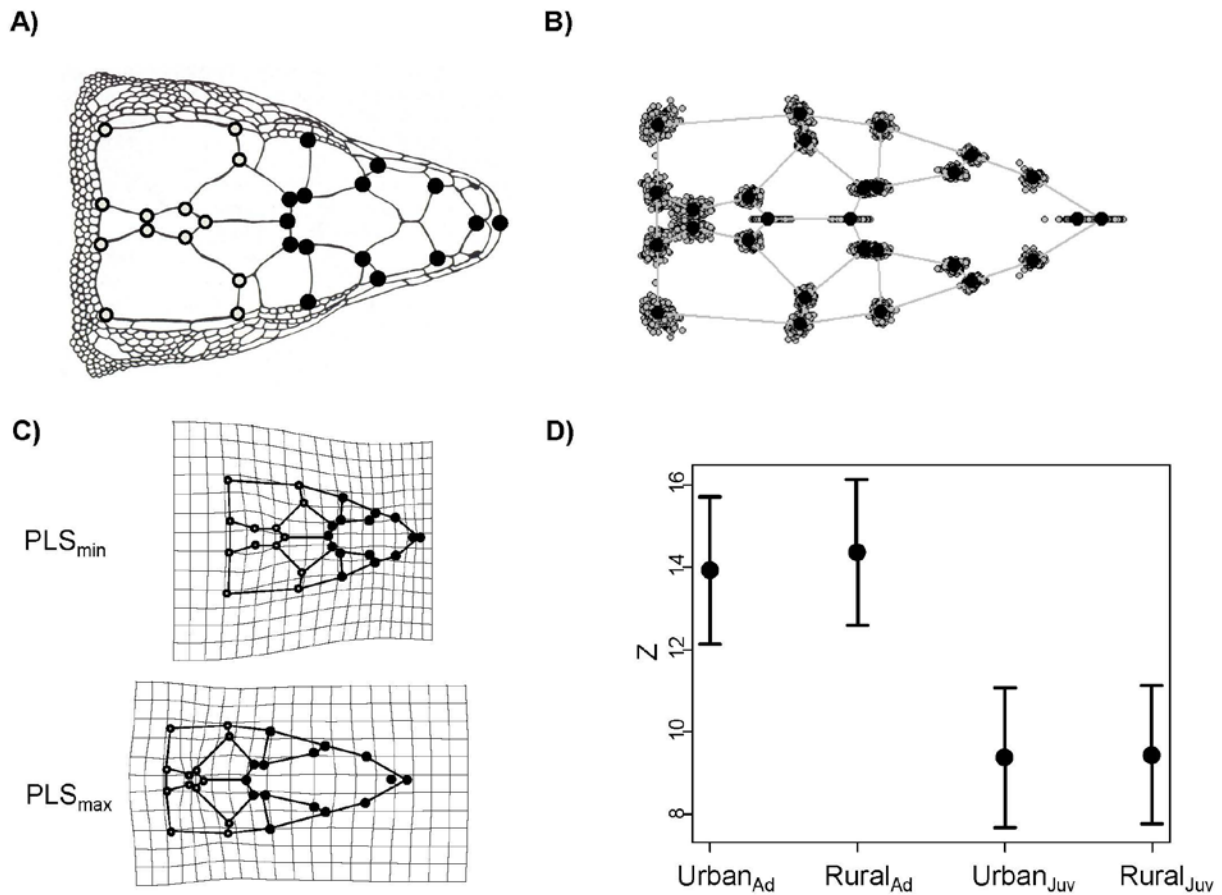 A)
B)
C)
D)
PLSmin
PLSmax
Z
16
14
12
10
8
UrbanAd RuralAd UrbanJuv RuralJuv